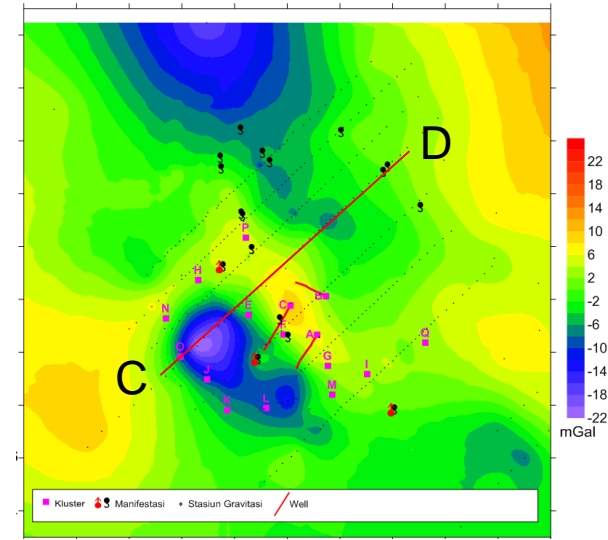 D
P
H
B
C
E
N
F
A
Q
O
C
G
I
J
M
K
L
22
18
14
10
6
2
-2
-6
-10
-14
-18
-22
mGal
Kluster
Manifestasi
Stasiun Gravitasi
Well